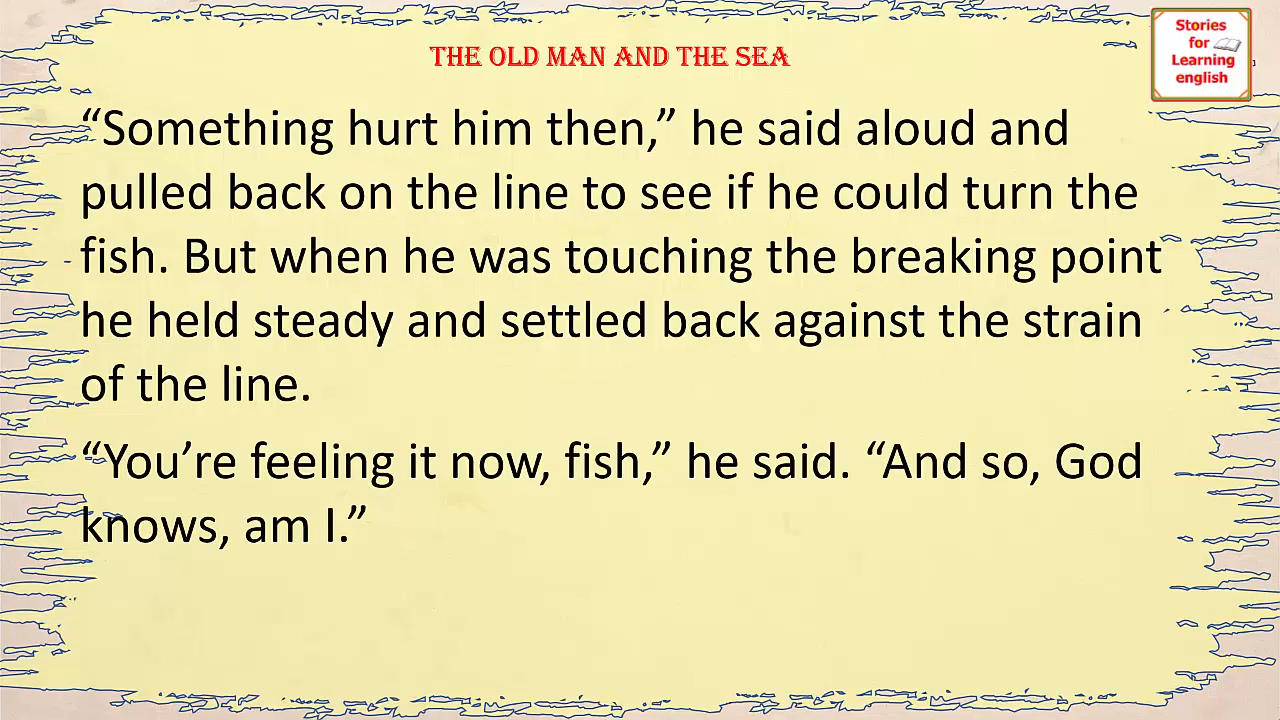 THE OLD MAN AND THE SEA
Stories
for
Learning
english
“Something hurt him then,” he said aloud and
pulled back on the line to see if he could turn the
fish. But when he was touching the breaking point
he held steady and settled back against the strain
of the line.
“You’re feeling it now, fish,” he said. “And so, God
knows, am I.”